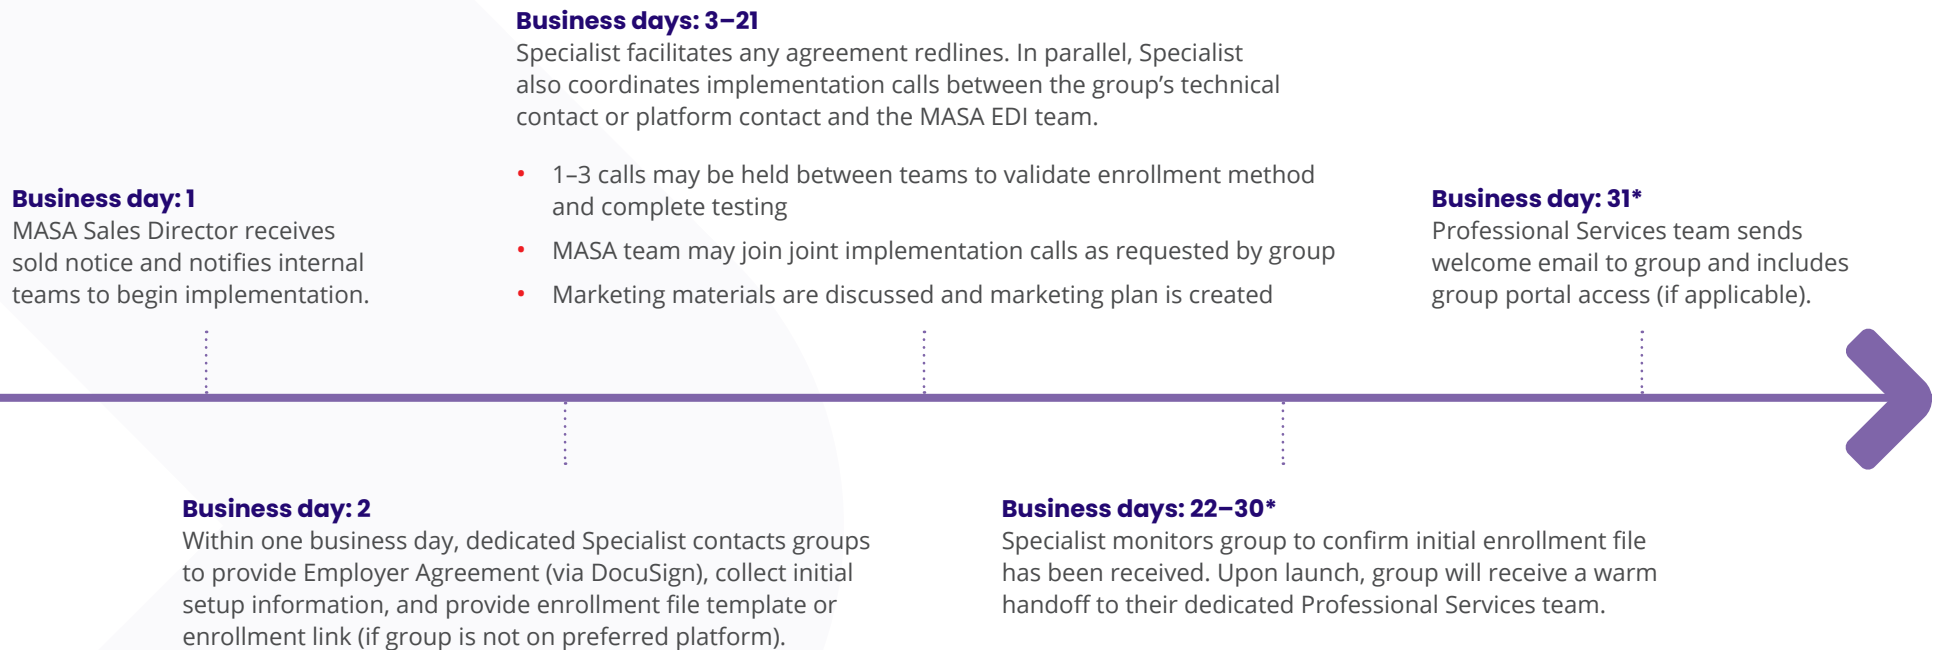 Business day: 1
MASA Sales Director receives
sold notice and notifies internal
teams to begin implementation.
Business day: 2
Within one business day, dedicated Specialist contacts groups
to provide Employer Agreement (via DocuSign), collect initial
setup information, and provide enrollment file template or
enrollment link (if group is not on preferred platform).
Business days: 3–21
Specialist facilitates any agreement redlines. In parallel, Specialist
also coordinates implementation calls between the group’s technical
contact or platform contact and the MASA EDI team.
• 1–3 calls may be held between teams to validate enrollment method
and complete testing
• MASA team may join joint implementation calls as requested by group
• Marketing materials are discussed and marketing plan is created
Business days: 22–30*
Specialist monitors group to confirm initial enrollment file
has been received. Upon launch, group will receive a warm
handoff to their dedicated Professional Services team.
Business day: 31*
Professional Services team sends
welcome email to group and includes
group portal access (if applicable).